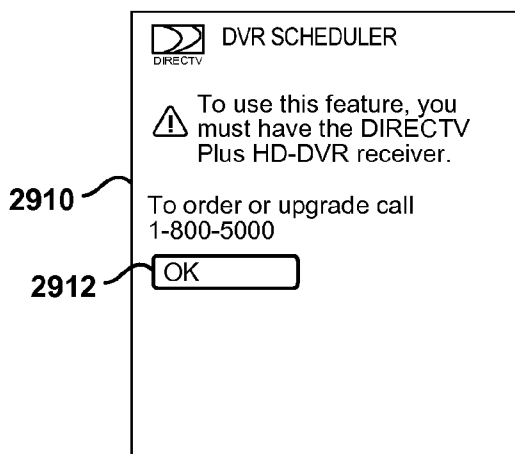 DVR SCHEDULER
DIRECTV
To use this feature, you
must have the DIRECTV
Plus HD-DVR receiver.
2910
To order or upgrade call
1-800-5000
2912
OK